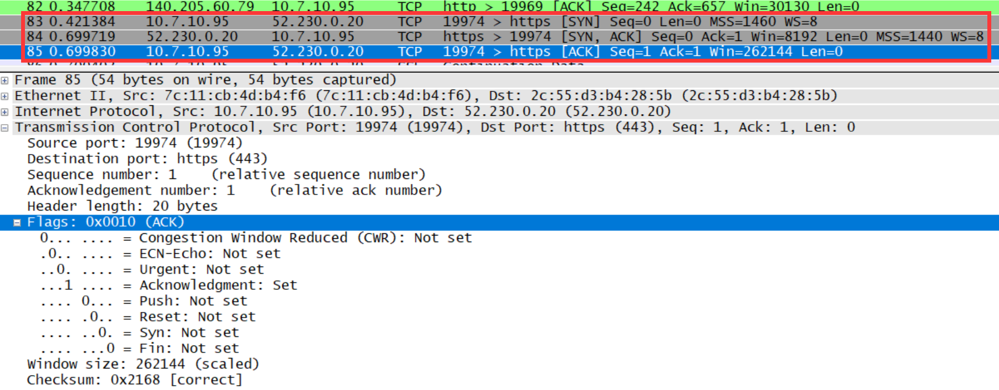 82 0.347708 140.205.60.79 10.7.10.95 TCP http > 19969 [ACK] Seq=242 Ack=657 Win=30130 Len=0
83 0.421384 10.7.10.95 52.230.0.20 TCP 19974 > https [SYN] Seq=0 Len=0 MSS=1460 WS=8
84 0.699719 52.230.0.20 10.7.10.95 TCP https > 19974 [SYN, ACK] Seq=0 Ack=1 Win=8192 Len=0 MSS=1440 WS=8
85 0.699830 10.7.10.95 52.230.0.20 TCP 19974 > https [ACK] Seq=1 Ack=1 Win=262144 Len=0
Frame 85 (54 bytes on wire, 54 bytes captured)
Ethernet II, Src: 7c:11:cb:4d:b4:f6 (7c:11:cb:4d:b4:f6), Dst: 2c:55:d3:b4:28:5b (2c:55:d3:b4:28:5b)
Internet Protocol, Src: 10.7.10.95 (10.7.10.95), Dst: 52.230.0.20 (52.230.0.20)
Transmission Control Protocol, Src Port: 19974 (19974), Dst Port: https (443), Seq: 1, Ack: 1, Len: 0
Source port: 19974 (19974)
Destination port: https (443)
Sequence number: 1 (relative sequence number)
Acknowledgement number: 1 (relative ack number)
Header length: 20 bytes
Flags: 0x0010 (ACK)
0... .... = Congestion Window Reduced (CWR): Not set
.0.. .... = ECN-Echo: Not set
..0. .... = Urgent: Not set
...1 .... = Acknowledgment: Set
.... 0... = Push: Not set
.... .0.. = Reset: Not set
.... ..0. = Syn: Not set
.... ...0 = Fin: Not set
Window size: 262144 (scaled)
Checksum: 0x2168 [correct]